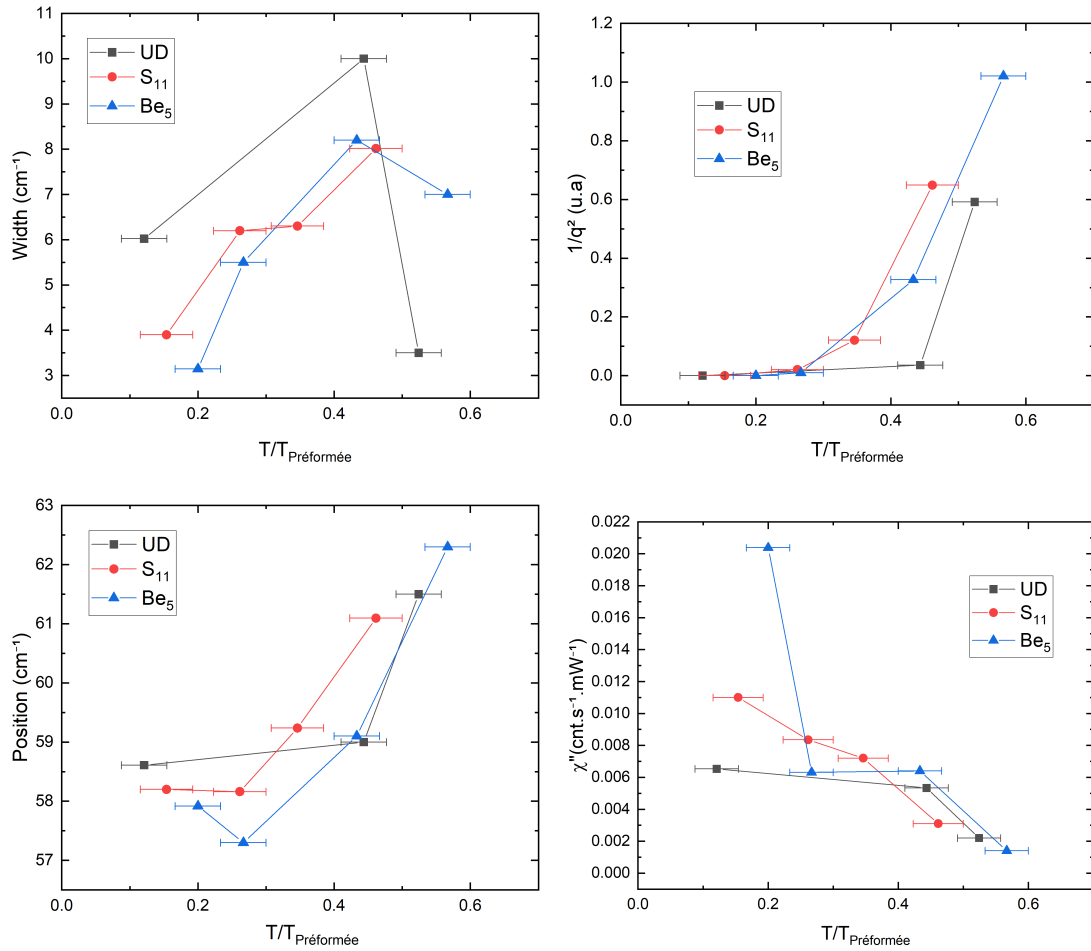 11
10
9
8
7
6
5
4
3
Width (cm⁻¹)
UD
S₁₁
Be₅
0.0
0.2
0.4
0.6
T/T_Préformée
1.2
1.0
0.8
0.6
0.4
0.2
0.0
1/q² (u.a)
UD
S₁₁
Be₅
0.0
0.2
0.4
0.6
T/T_Préformée
63
62
61
60
59
58
57
Position (cm⁻¹)
UD
S₁₁
Be₅
0.0
0.2
0.4
0.6
T/T_Préformée
0.022
0.020
0.018
0.016
0.014
0.012
0.010
0.008
0.006
0.004
0.002
0.000
χ"(cnt.s⁻¹.mW⁻¹)
UD
S₁₁
Be₅
0.0
0.2
0.4
0.6
T/T_Préformée